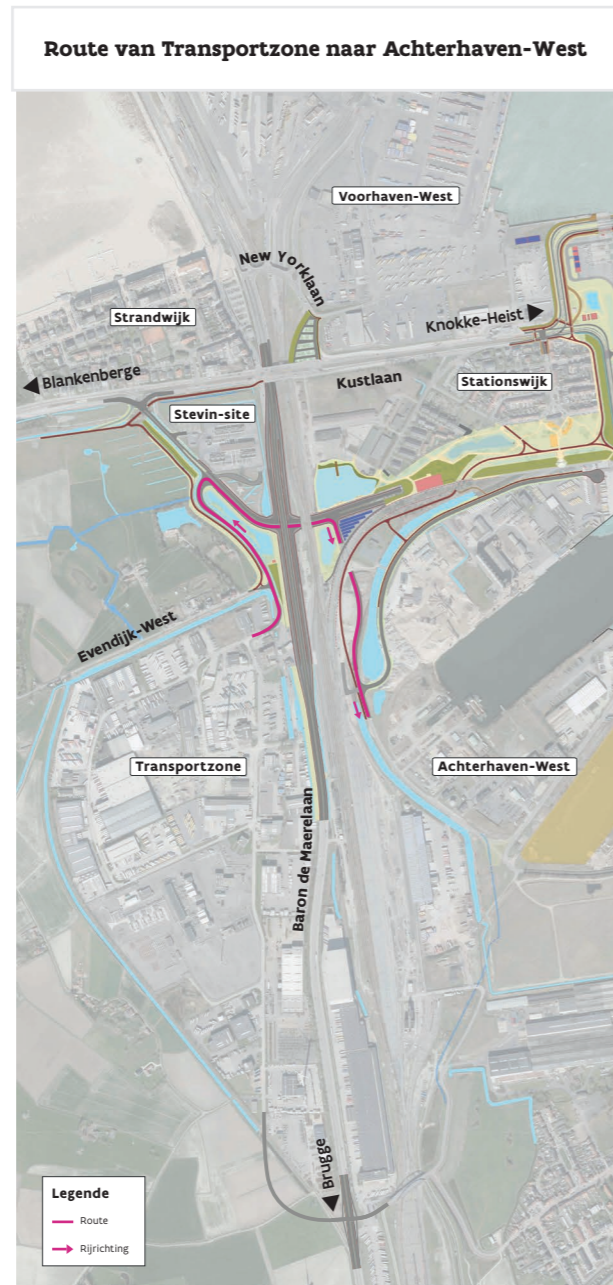 Route van Transportzone naar Achterhaven-West
Voorhaven-West
New Yorklaan
Strandwijk
Knokke-Heist
Blankenberge
Kustlaan
Stationswijk
Stevin-site
Evendijk-West
Transportzone
Achterhaven-West
Baron de Maerelaan
Brugge
Legende
Route
Rijrichting